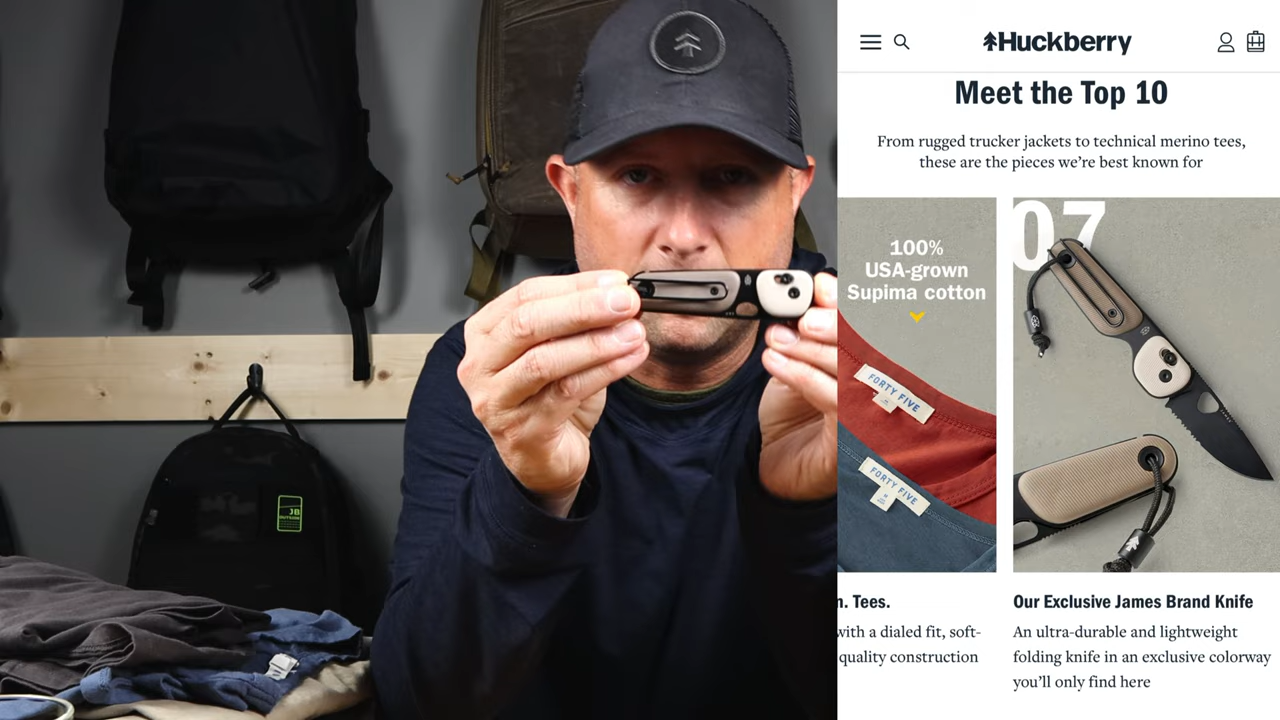 JB
OUTDOR
Huckberry
Meet the Top 10
From rugged trucker jackets to technical merino tees,
these are the pieces we're best known for
100%
USA-grown
Supima cotton
FORTY FIVE
FORTY FIVE
07
n. Tees.
with a dialed fit, soft-
quality construction
Our Exclusive James Brand Knife
An ultra-durable and lightweight
folding knife in an exclusive colorway
you'll only find here